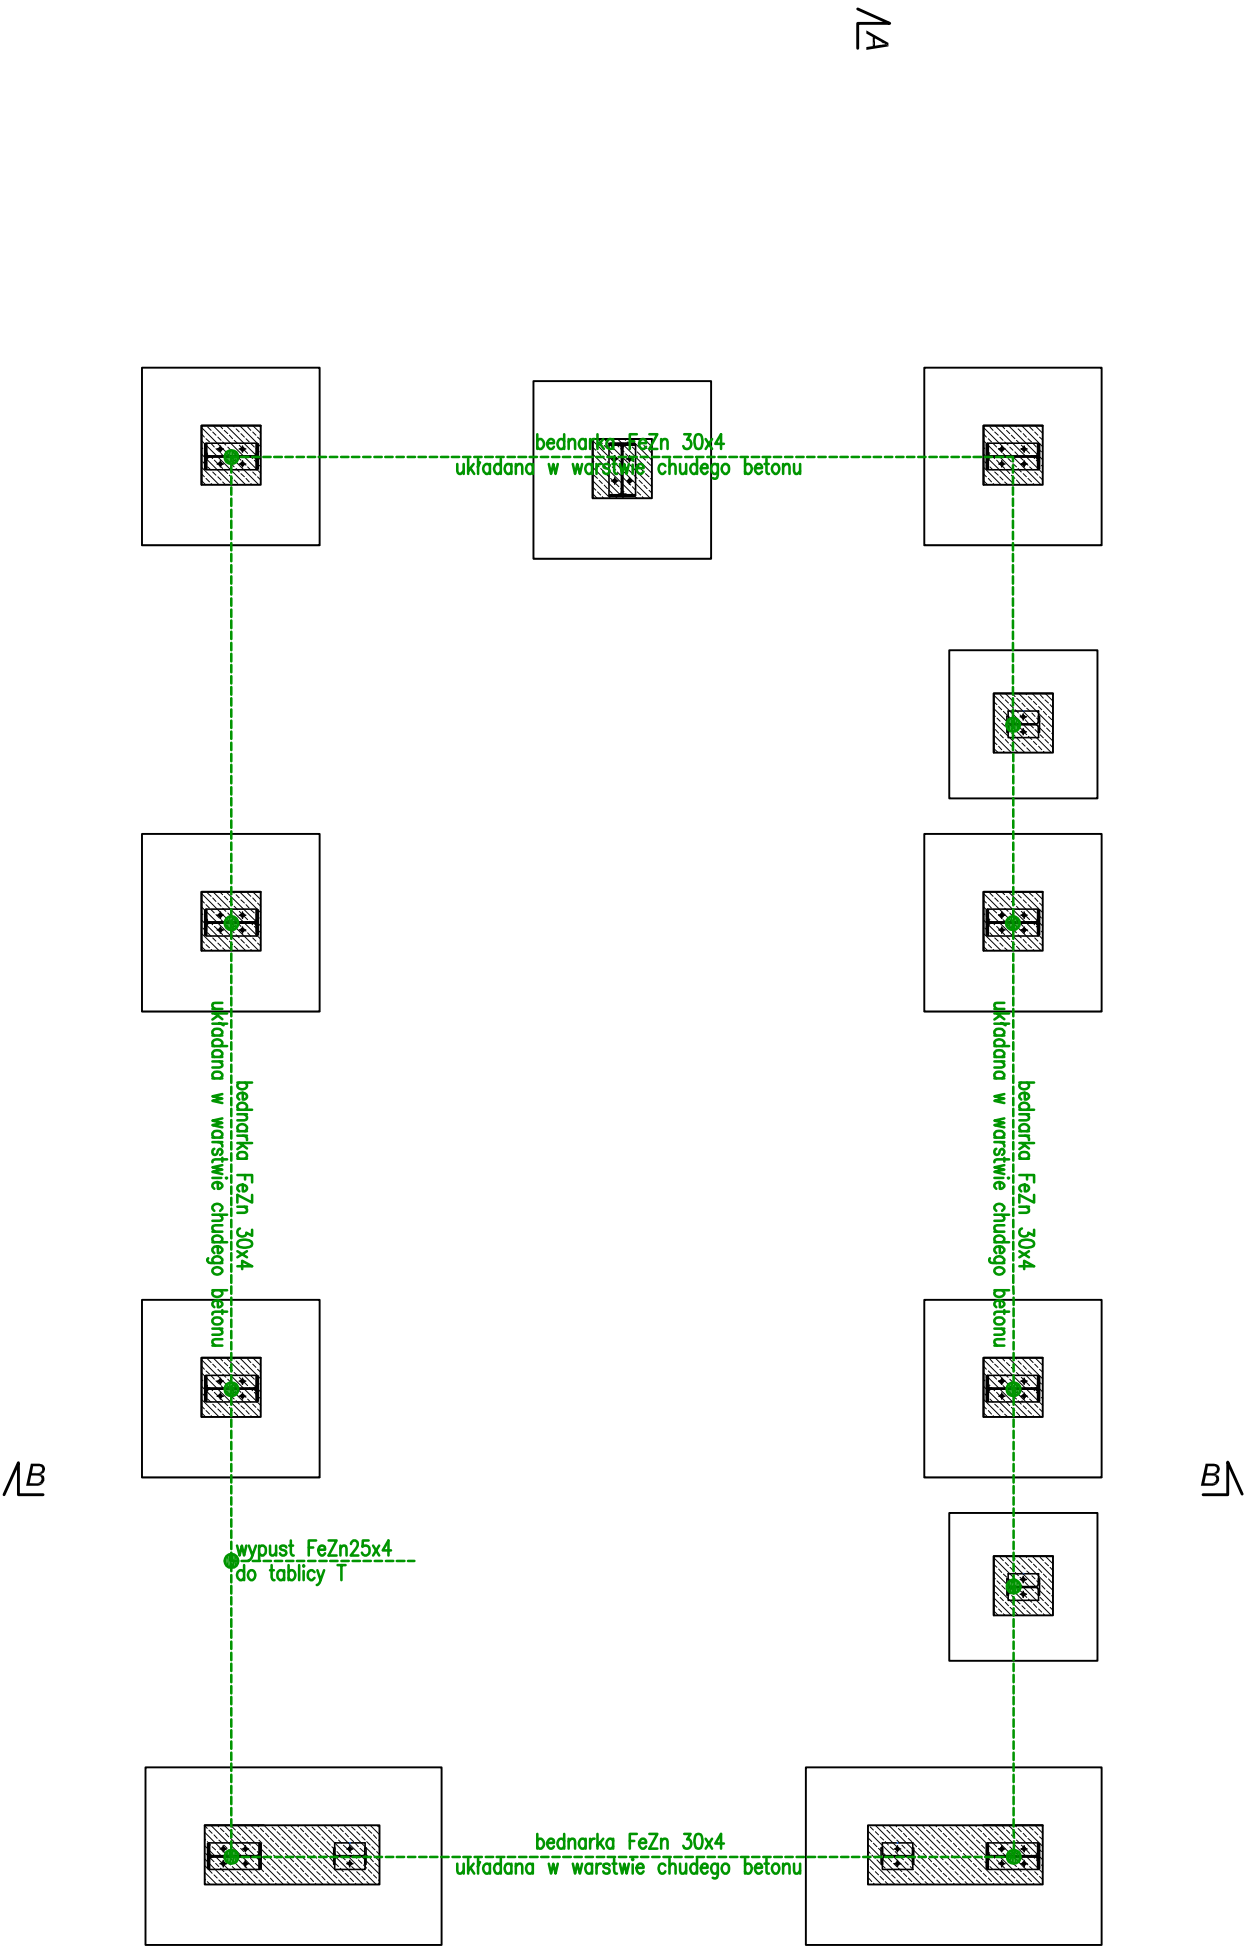 A
bednarka FeZn 30x4
układana w warstwie chudego betonu
bednarka FeZn 30x4
układana w warstwie chudego betonu
bednarka FeZn 30x4
układana w warstwie chudego betonu
B
B
wypust FeZn25x4
do tablicy T
bednarka FeZn 30x4
układana w warstwie chudego betonu